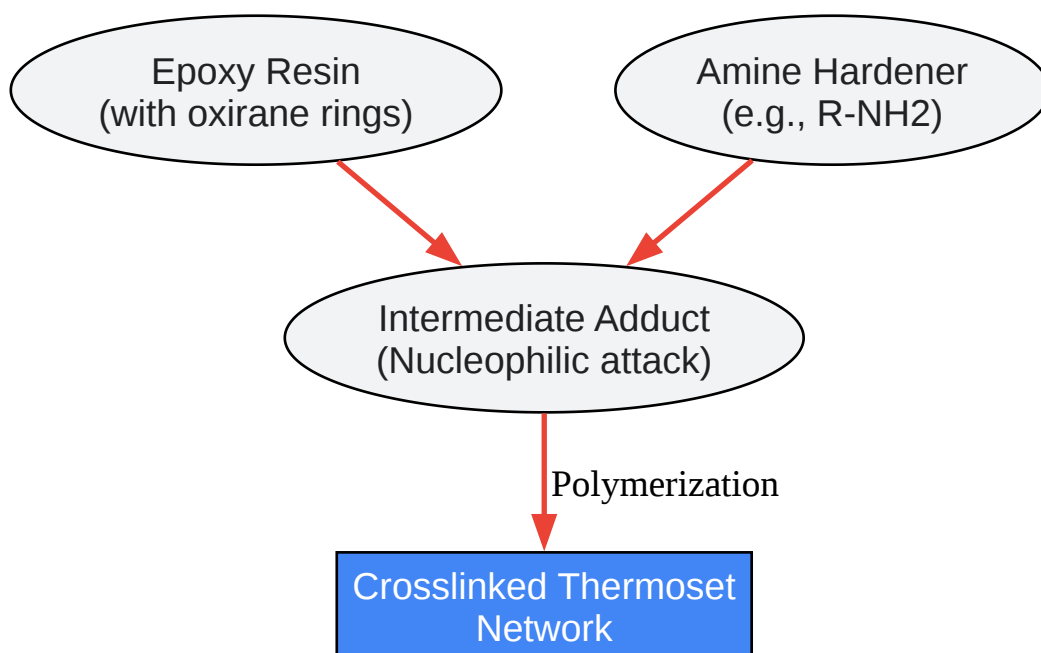 Epoxy Resin
(with oxirane rings)
Amine Hardener
(e.g., R-NH2)
Intermediate Adduct
(Nucleophilic attack)
Polymerization
Crosslinked Thermoset
Network